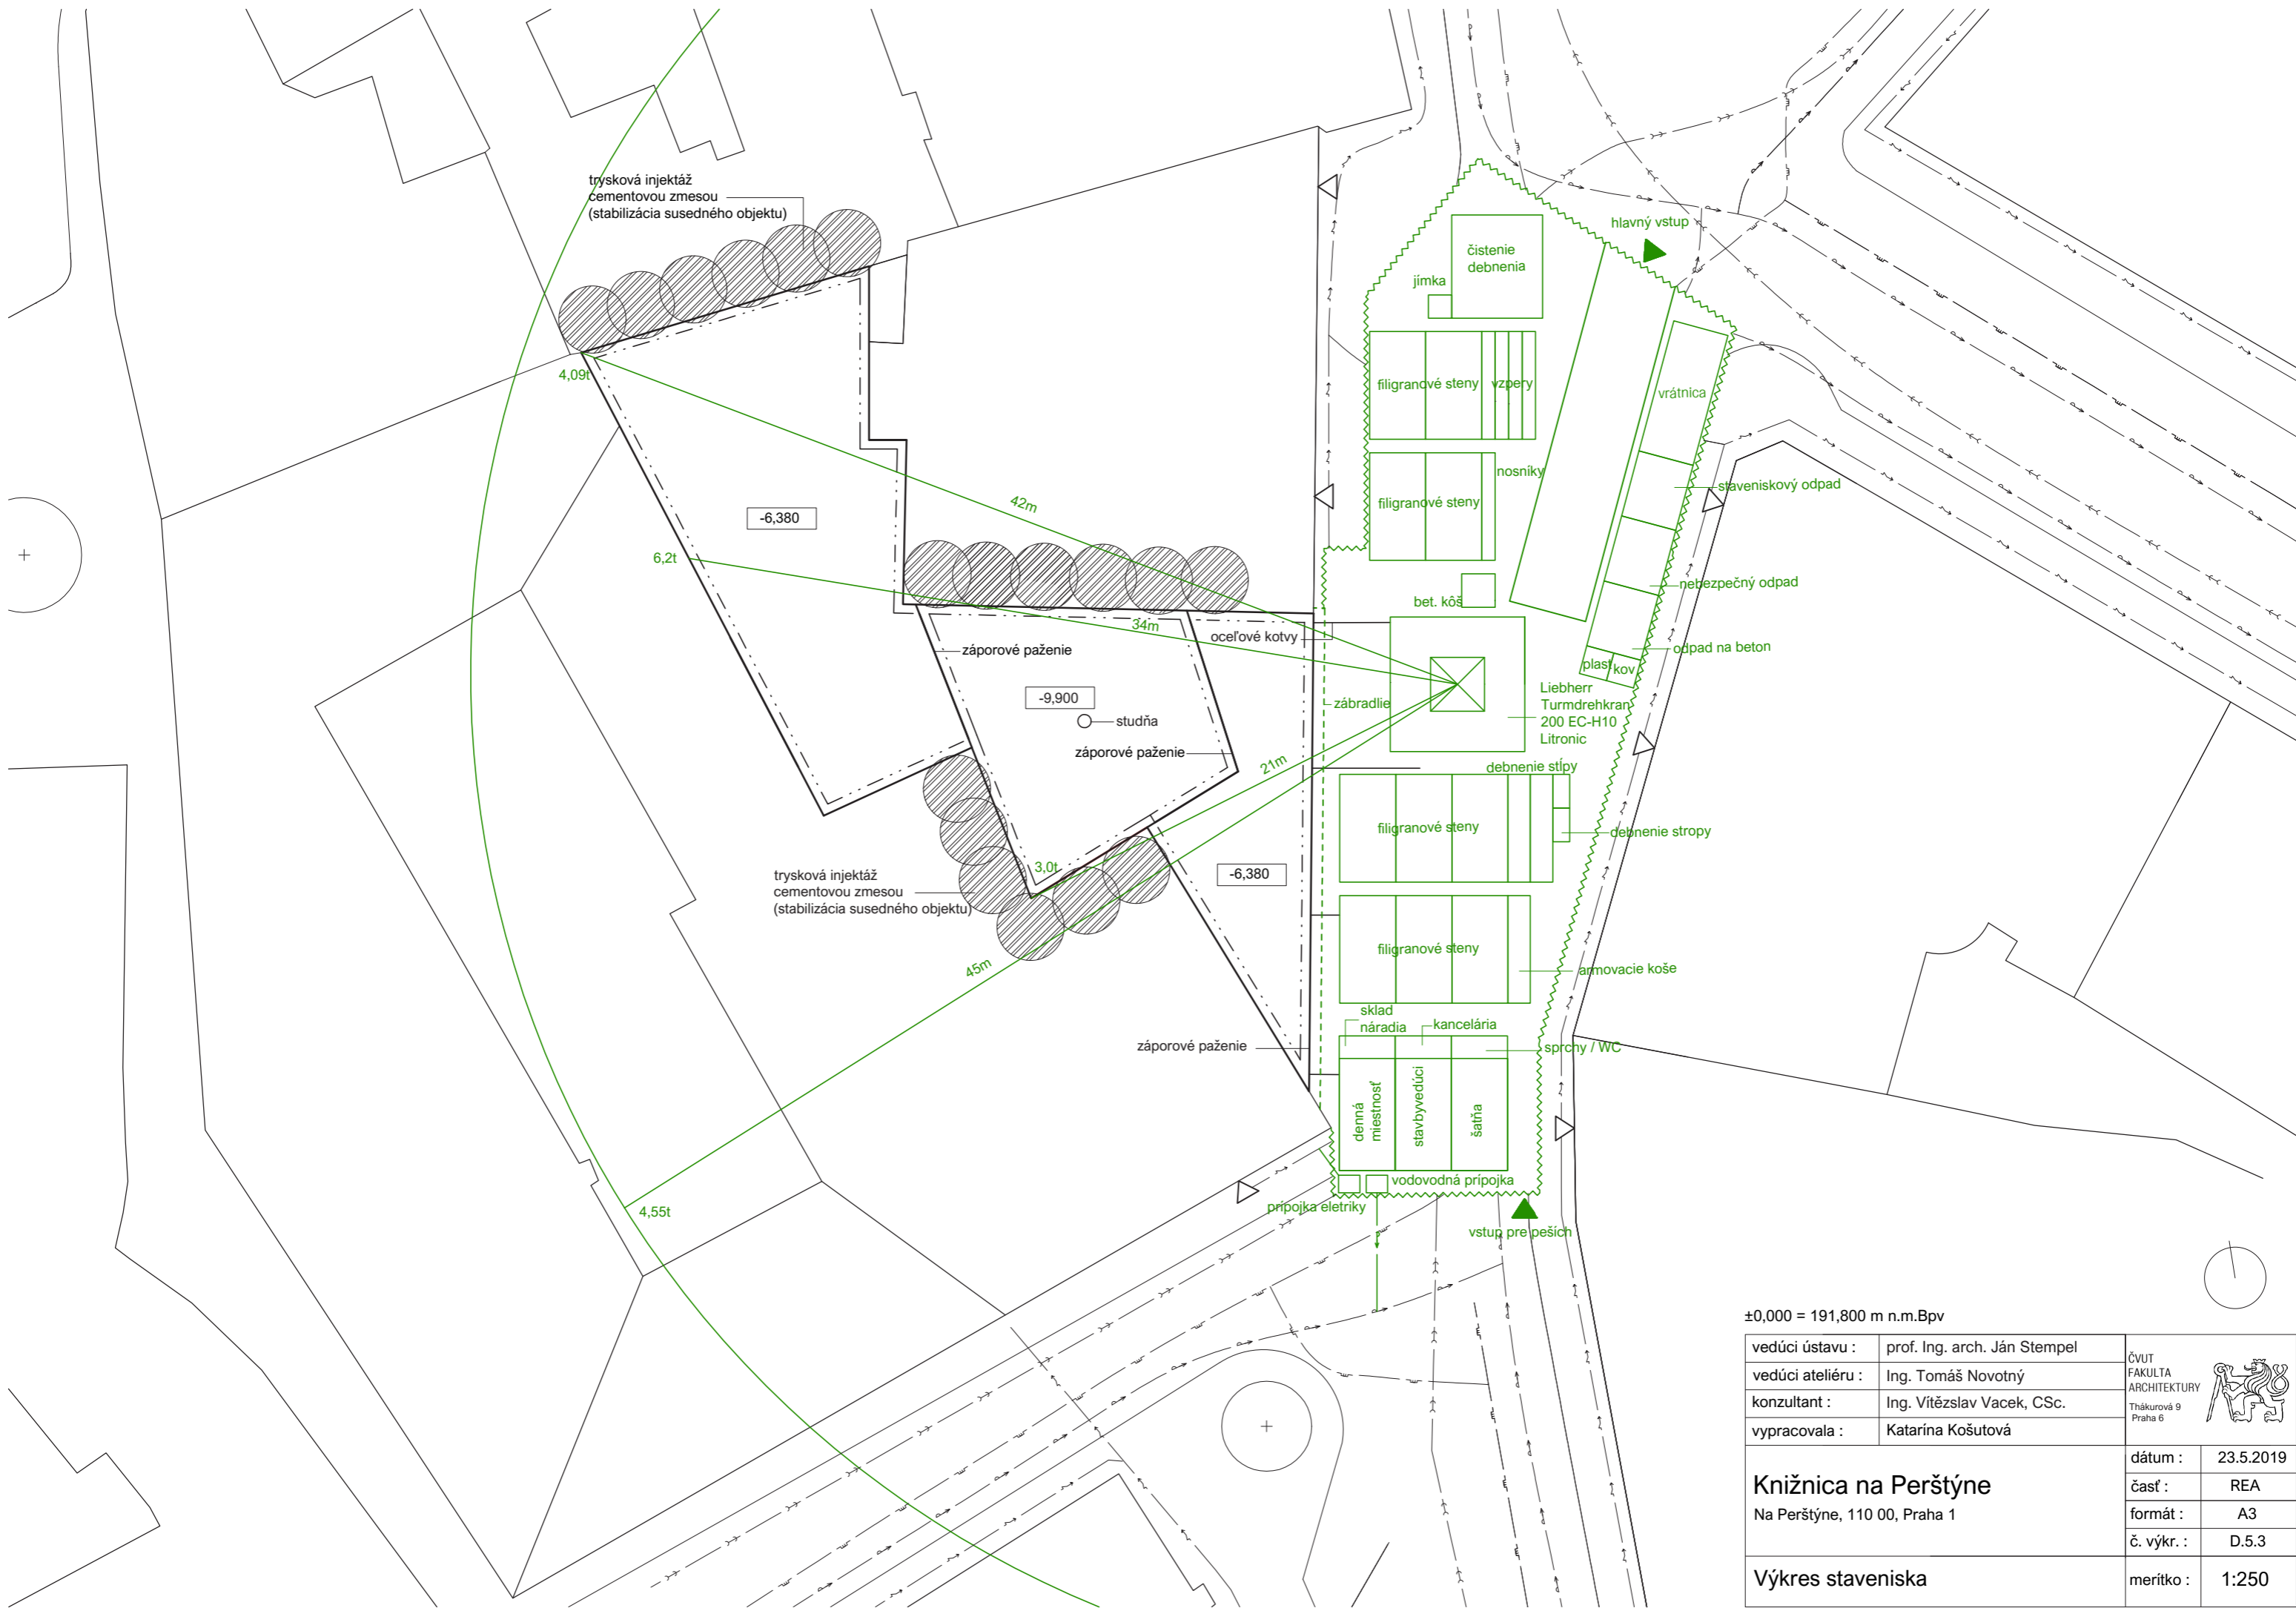 trysková injektáž
cementovou zmesou
(stabilizácia susedného objektu)
4,09t
42m
-6,380
6,2t
34m
oceľové kotvy
záporové paženie
-9,900
studňa
záporové paženie
zábradlie
21m
3,0t
trysková injektáž
cementovou zmesou
(stabilizácia susedného objektu)
-6,380
45m
záporové paženie
4,55t
hlavný vstup
čistenie
debnenia
jímka
filigranové steny
vzpery
vrátnica
nosníky
filigranové steny
staveniskový odpad
nebezpečný odpad
bet. kôš
odpad na beton
plast
kov
Liebherr
Turmdrehkran
200 EC-H10
Litronic
debnenie stĺpy
filigranové steny
debnenie stropy
filigranové steny
armovacie koše
sklad
náradia
kancelária
sprchy / WC
denná
miestnosť
stavbyvedúci
šatňa
vodovodná prípojka
prípojka eletriky
vstup pre peších
±0,000 = 191,800 m n.m.Bpv
vedúci ústavu : prof. Ing. arch. Ján Stempel
vedúci ateliéru : Ing. Tomáš Novotný
konzultant : Ing. Vítězslav Vacek, CSc.
vypracovala : Katarína Košutová
ČVUT
FAKULTA
ARCHITEKTURY
Thákurová 9
Praha 6
Knižnica na Perštýne
Na Perštýne, 110 00, Praha 1
dátum : 23.5.2019
časť : REA
formát : A3
č. výkr. : D.5.3
Výkres staveniska
merítko : 1:250